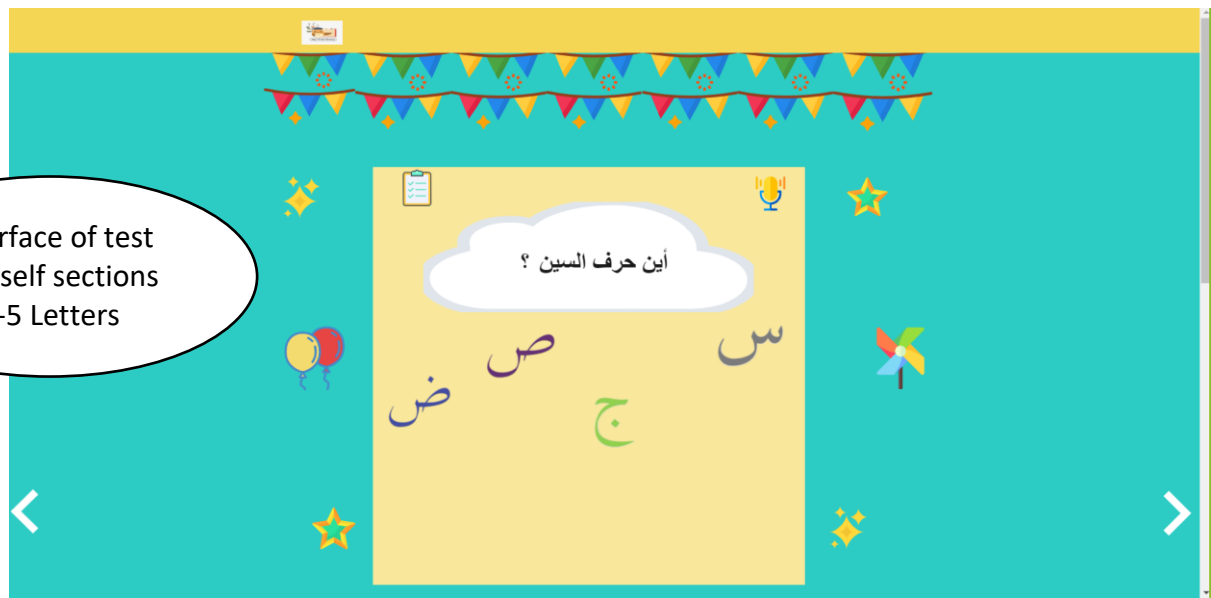 أين حرف السين ؟
س
ص
ض
ج
rface of test
self sections
-5 Letters